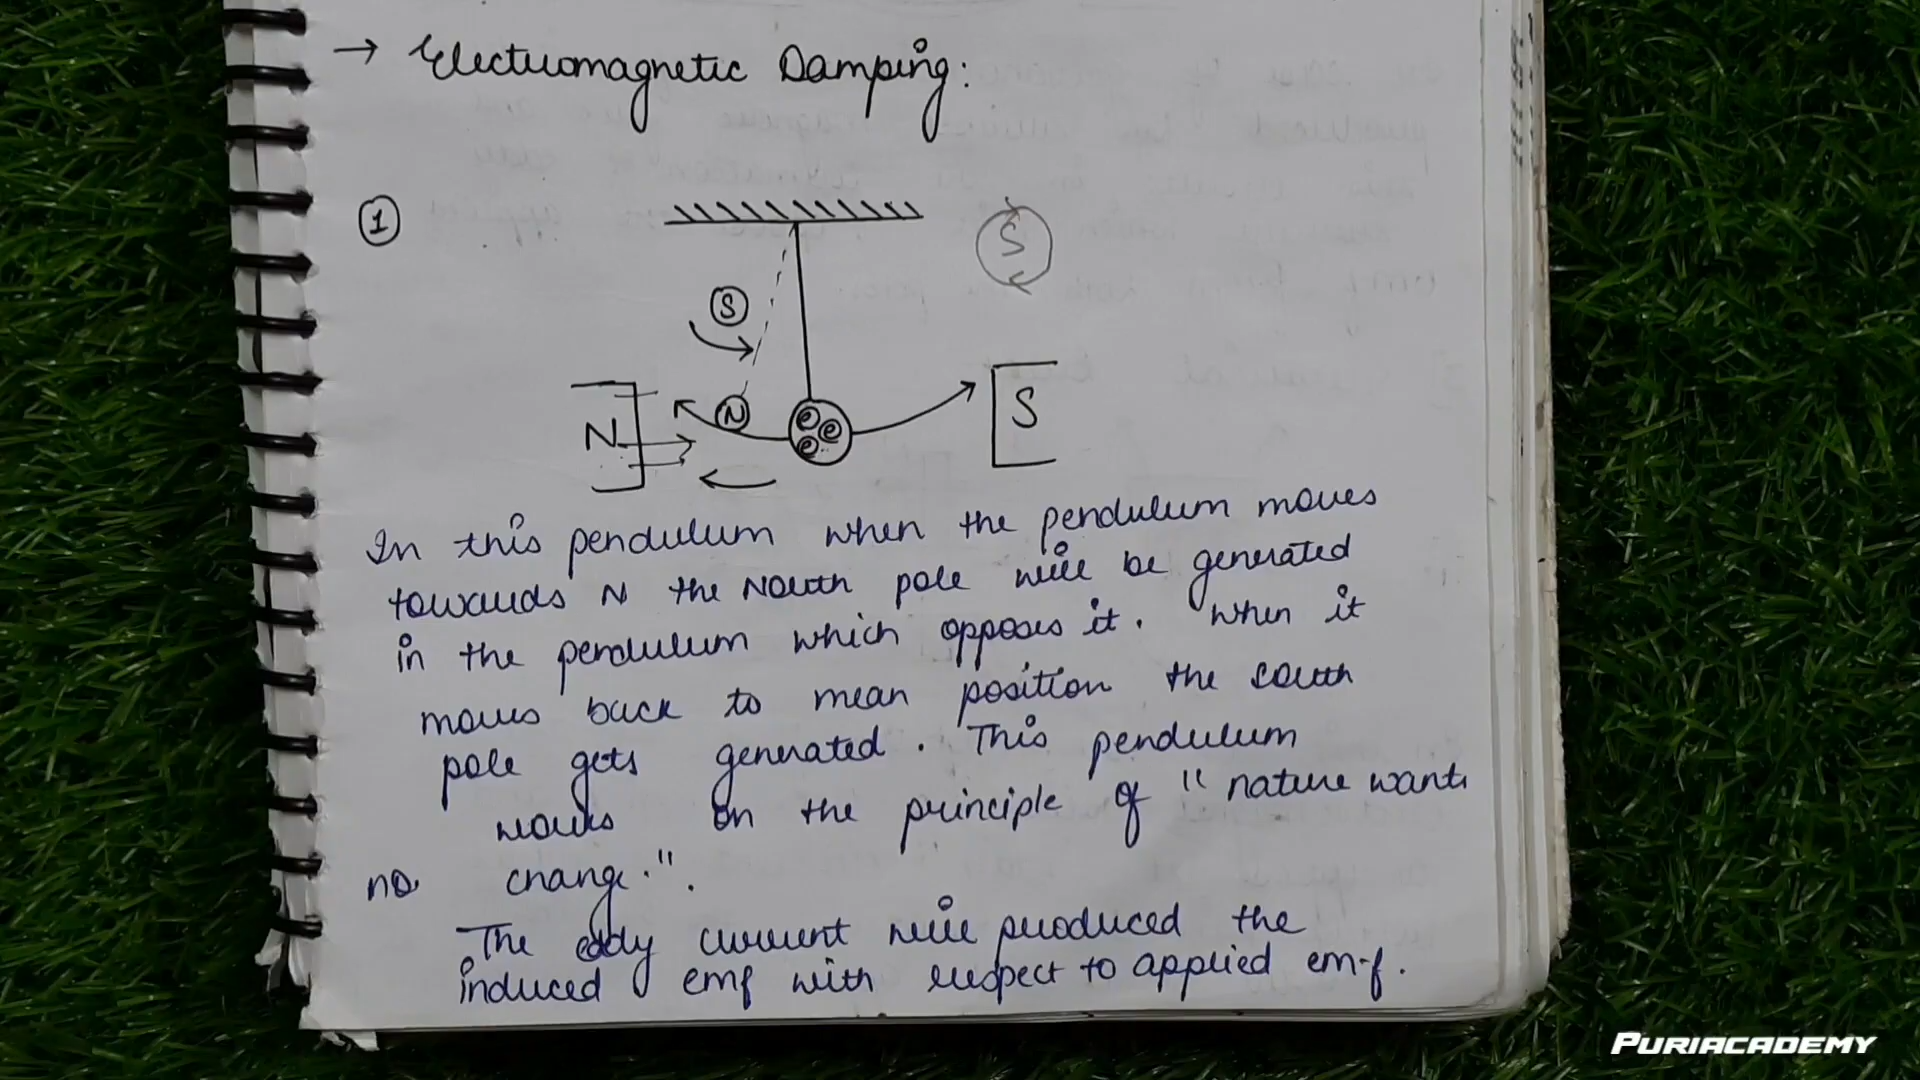 → Electromagnetic Damping:
①
S
S
N
N
e e e
S
In this pendulum when the pendulum moves
towards N the North pole will be generated
in the pendulum which opposes it. when it
moves back to mean position the south
pole gets generated. This pendulum
works on the principle of "nature wants
no change.".
The eddy current will produced the
induced emf with respect to applied emf.
PURIACADEMY